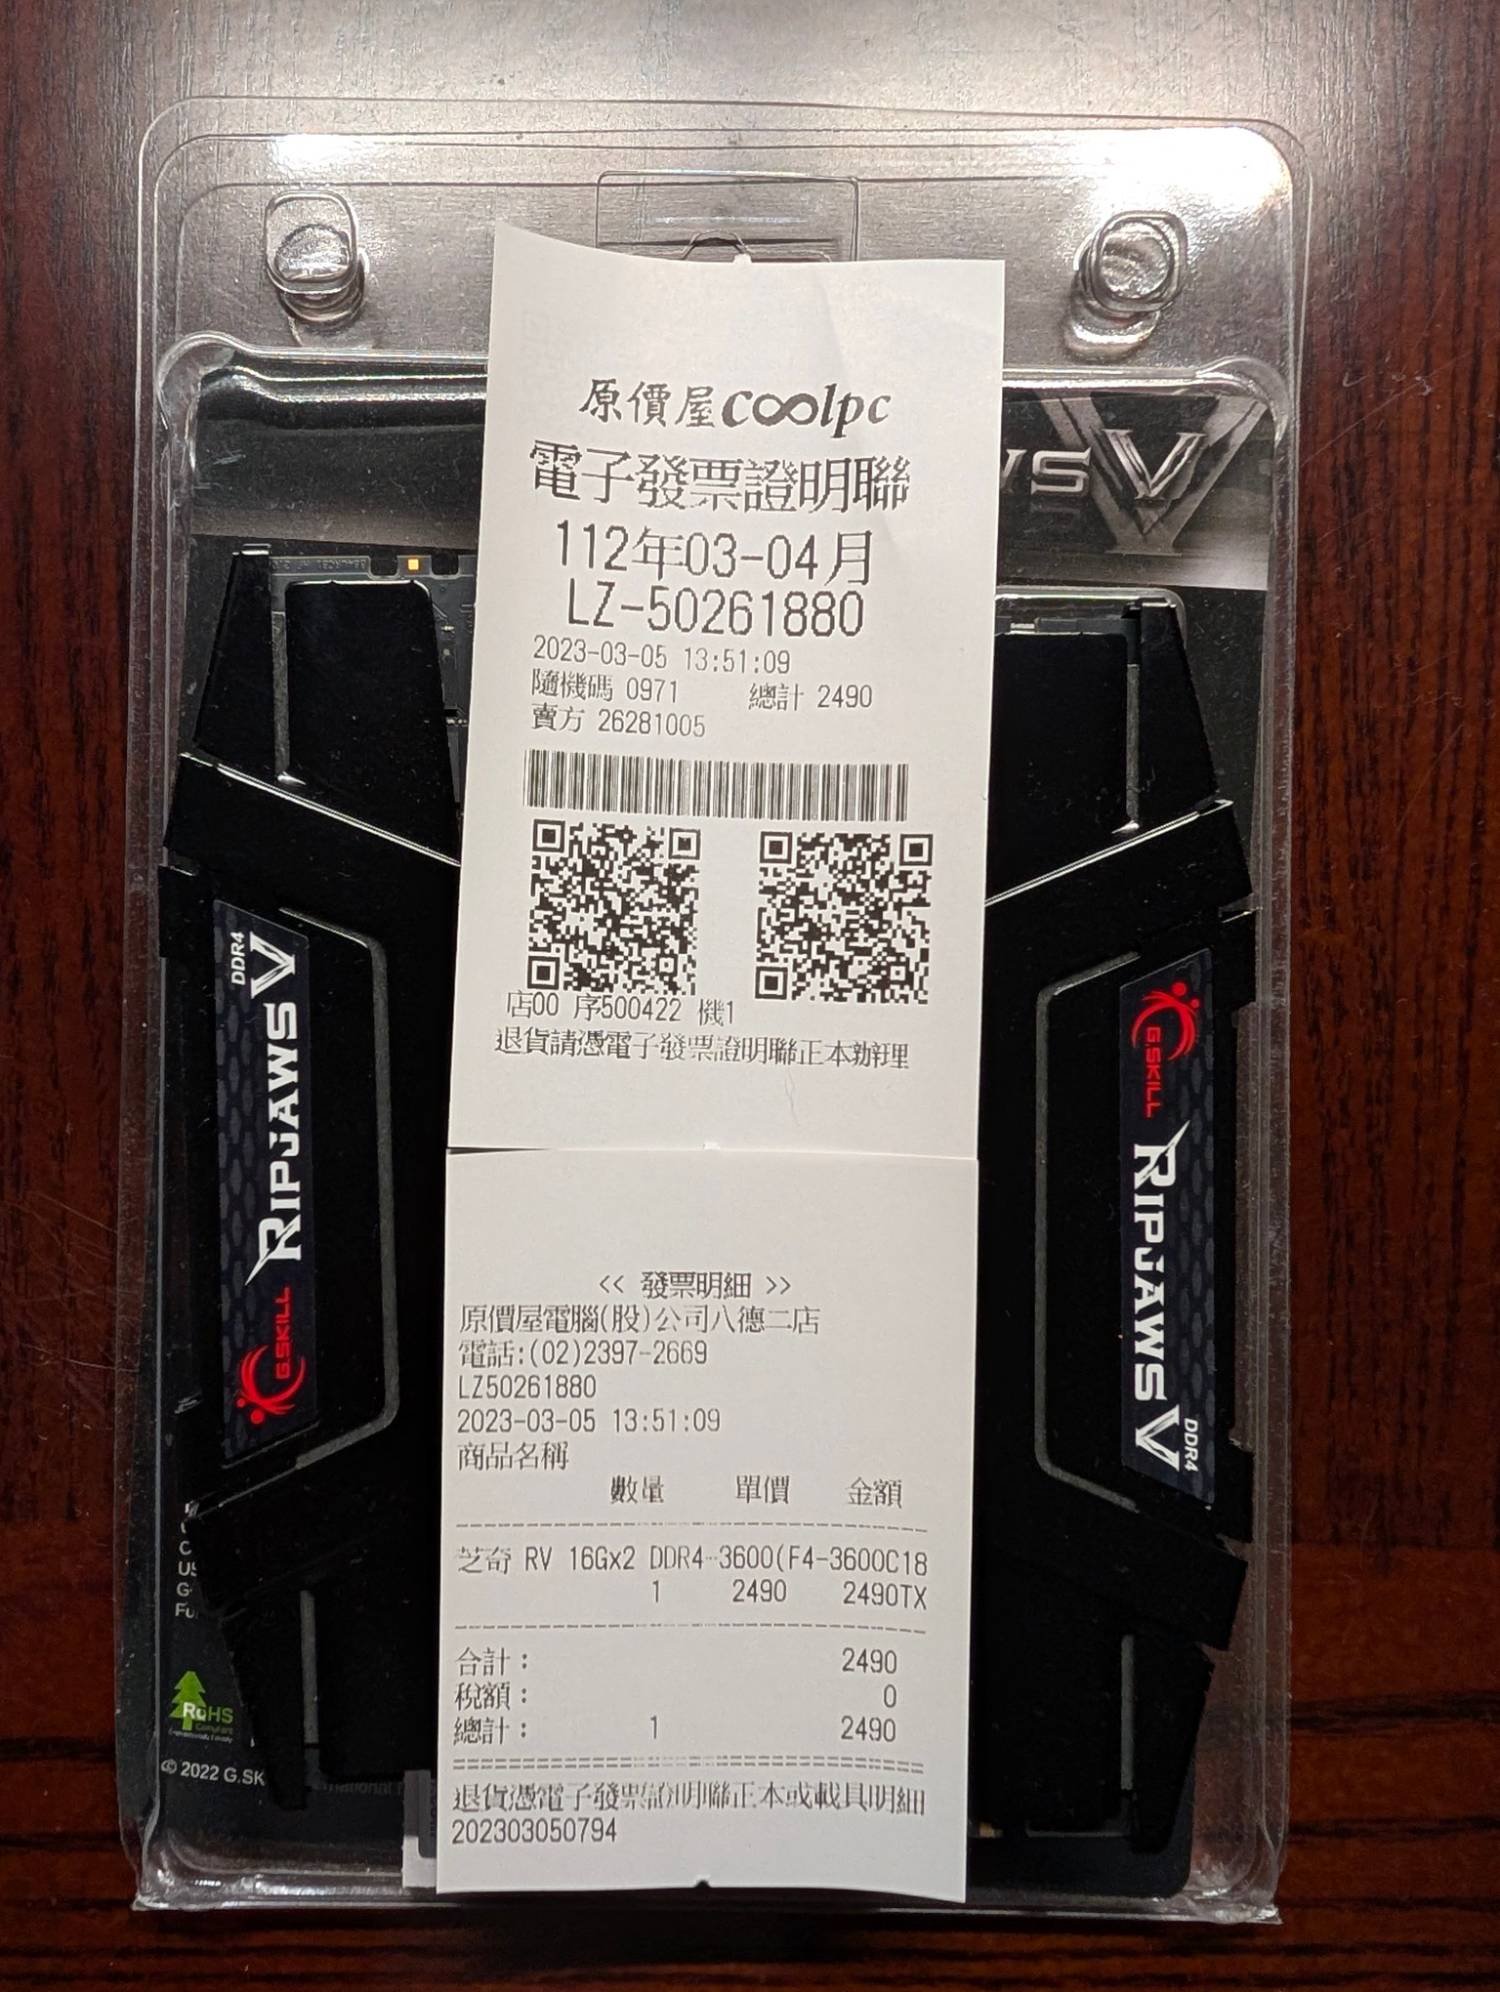 原價屋coolpc
電子發票證明聯
112年03-04月
LZ-50261880
2023-03-05 13:51:09
隨機碼 0971 總計 2490
賣方 26281005
店00 序500422 機1
退貨請憑電子發票證明聯正本辦理
<< 發票明細 >>
原價屋電腦(股)公司八德二店
電話:(02)2397-2669
LZ50261880
2023-03-05 13:51:09
商品名稱
數量 單價 金額
芝奇 RV 16Gx2 DDR4-3600(F4-3600C18
1 2490 2490TX
合計: 2490
稅額: 0
總計: 1 2490
退貨憑電子發票證明聯正本或載具明細
202303050794
G.SKILL RIPJAWS V DDR4
G.SKILL RIPJAWS V DDR4
WS V
RoHS
Compliant
© 2022 G.SK